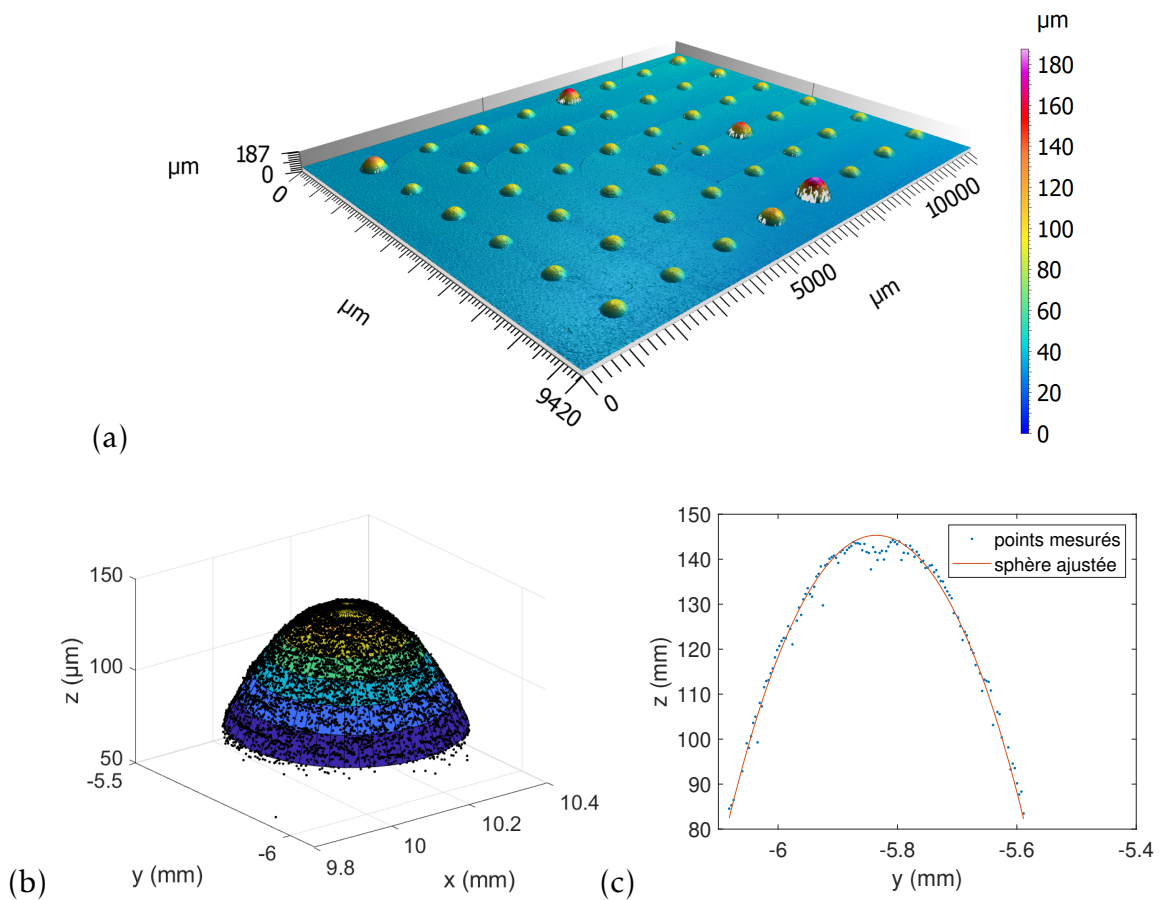 µm
180
160
140
120
100
80
60
40
20
0
µm
187
0
0
µm
9420
0
5000
µm
10000
(a)
150
100
50
z (µm)
-5.5
-6
y (mm)
9.8
10
10.2
10.4
x (mm)
(b)
150
140
130
120
110
100
90
80
z (mm)
points mesurés
sphère ajustée
-6
-5.8
-5.6
-5.4
y (mm)
(c)